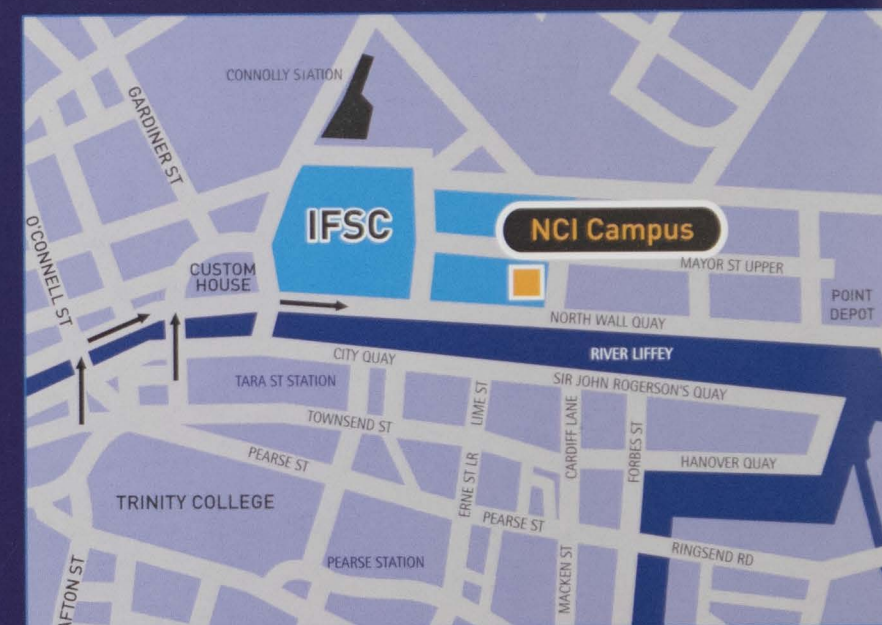 CONNOLLY STATION
GARDINER ST
IFSC
NCI Campus
O'CONNELL ST
CUSTOM
HOUSE
MAYOR ST UPPER
POINT
DEPOT
NORTH WALL QUAY
RIVER LIFFEY
CITY QUAY
TARA ST STATION
SIR JOHN ROGERSON'S QUAY
LIME ST
CARDIFF LANE
FORBES ST
TOWNSEND ST
PEARSE ST
HANOVER QUAY
ERNE ST LR
TRINITY COLLEGE
PEARSE ST
RINGSEND RD
PEARSE STATION
MACKEN ST
AFTON ST